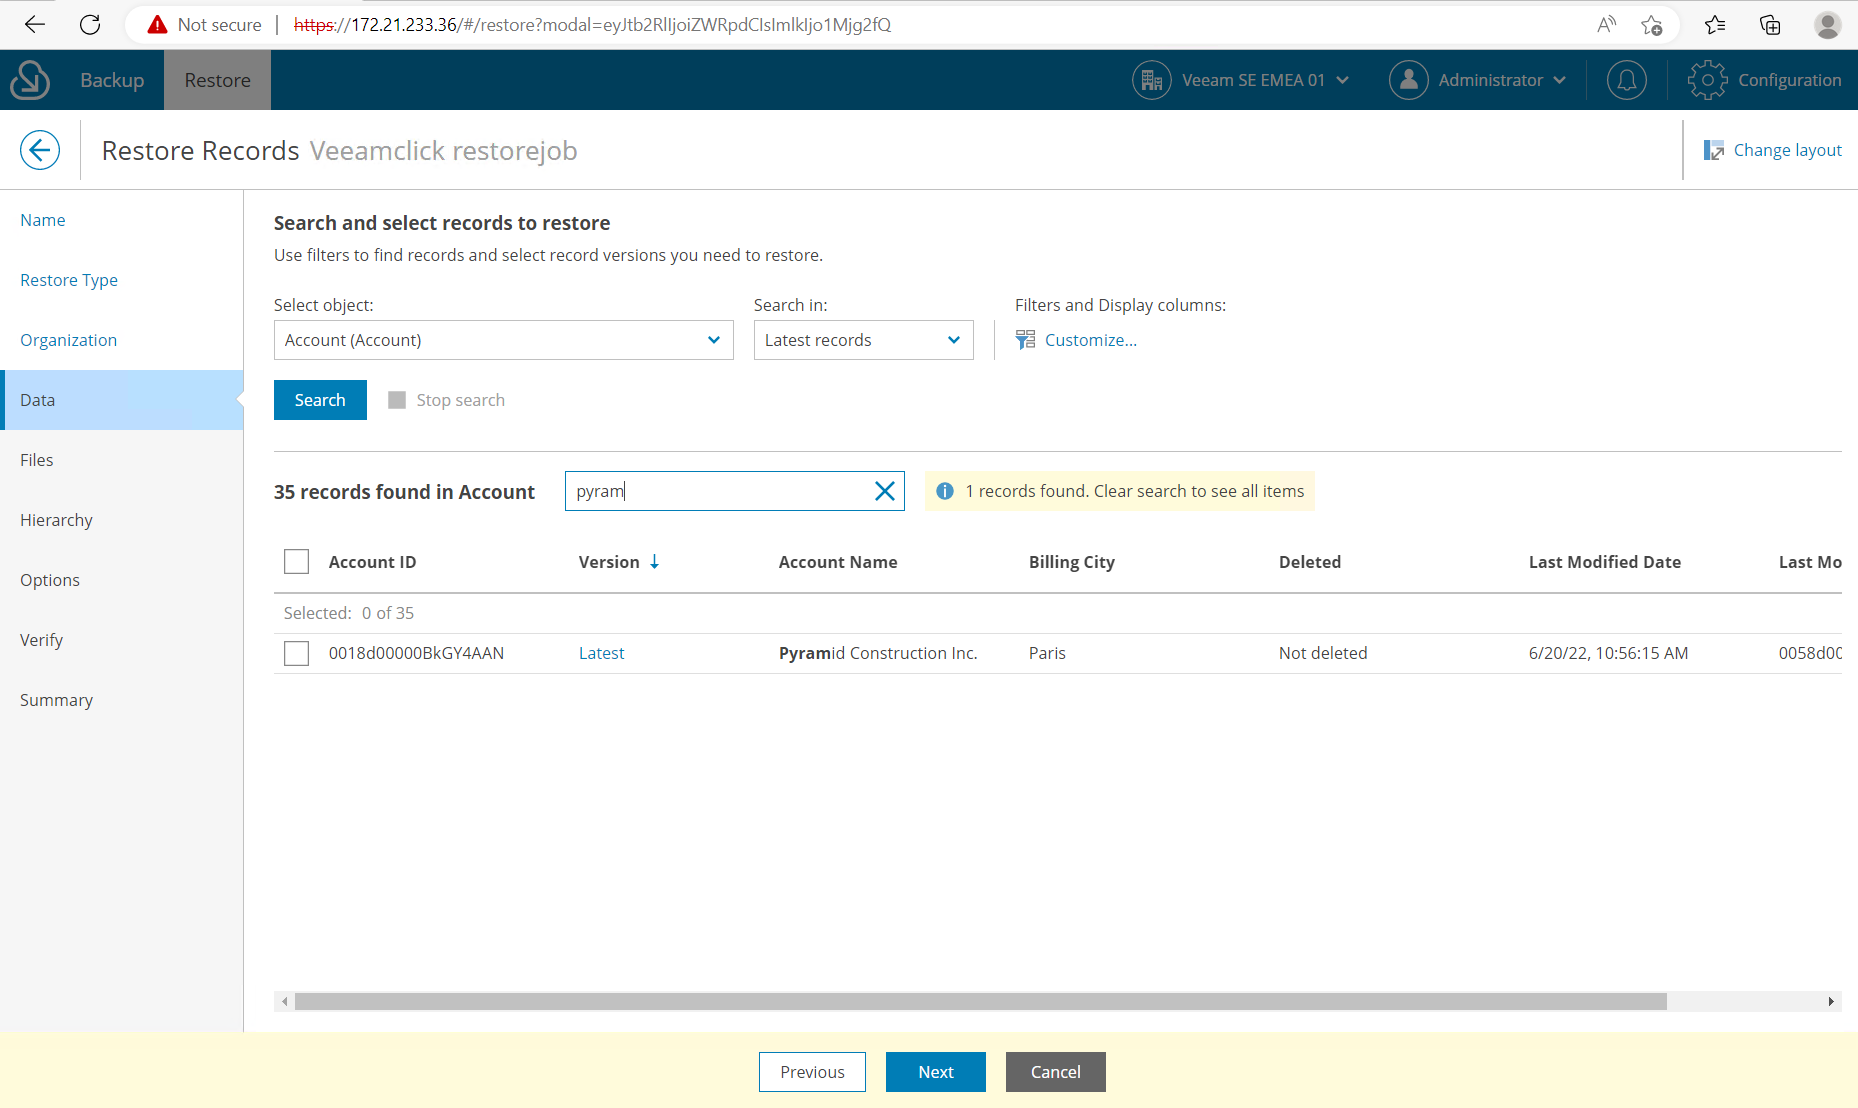 Not secure https://172.21.233.36/#/restore?modal=eyJtb2RlIjoiZWRpdCIsImlkIjo1Mjg2fQ
Backup Restore Veeam SE EMEA 01 Administrator Configuration
Restore Records Veeamclick restorejob Change layout
Name
Restore Type
Organization
Data
Files
Hierarchy
Options
Verify
Summary
Search and select records to restore
Use filters to find records and select record versions you need to restore.
Select object: Search in: Filters and Display columns:
Account (Account) Latest records Customize...
Search Stop search
35 records found in Account pyram 1 records found. Clear search to see all items
Account ID Version Account Name Billing City Deleted Last Modified Date Last Mo
Selected: 0 of 35
0018d00000BkGY4AAN Latest Pyramid Construction Inc. Paris Not deleted 6/20/22, 10:56:15 AM 0058d00
Previous Next Cancel